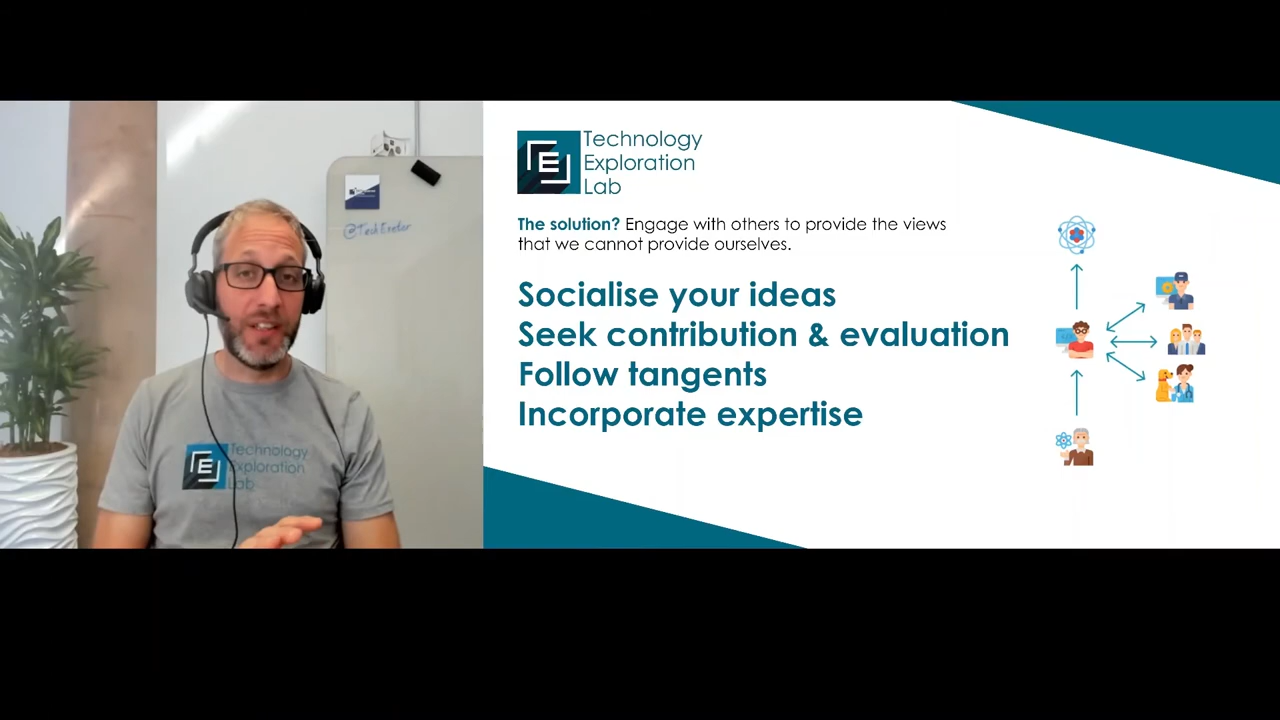 @TechExeter
Technology
Exploration
Lab
Technology
Exploration
Lab
The solution? Engage with others to provide the views
that we cannot provide ourselves.
Socialise your ideas
Seek contribution & evaluation
Follow tangents
Incorporate expertise